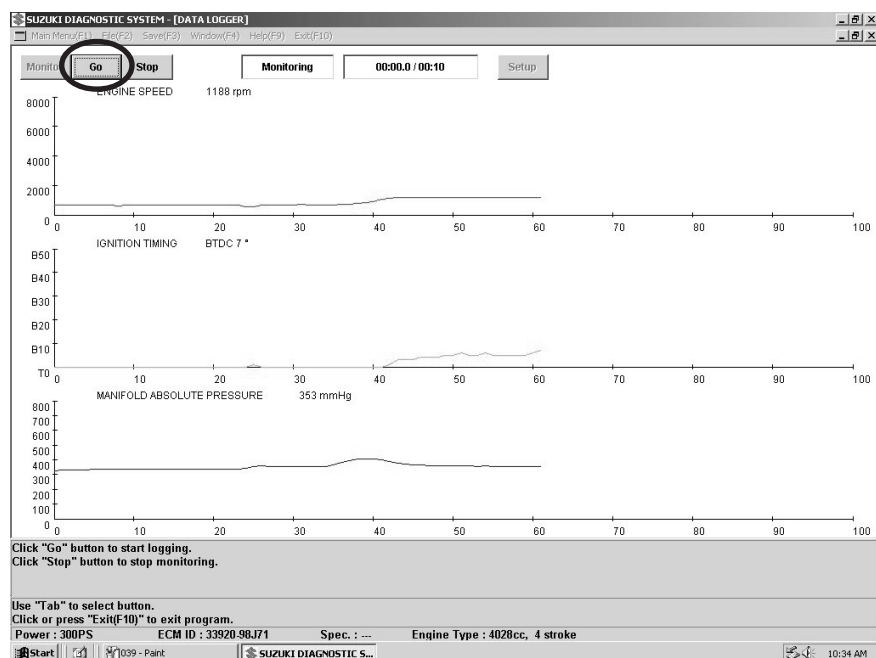 SUZUKI DIAGNOSTIC SYSTEM - [DATA LOGGER]
Main Menu(F1) File(F2) Save(F3) Window(F4) Help(F9) Exit(F10)
Go Stop Monitoring 00:00.0 / 00:10 Setup
ENGINE SPEED 1188 rpm
8000
6000
4000
2000
0
0 10 20 30 40 50 60 70 80 90 100
IGNITION TIMING BTDC 7 °
B50
B40
B30
B20
B10
T0
0 10 20 30 40 50 60 70 80 90 100
MANIFOLD ABSOLUTE PRESSURE 353 mmHg
800
700
600
500
400
300
200
100
0
0 10 20 30 40 50 60 70 80 90 100
Click "Go" button to start logging.
Click "Stop" button to stop monitoring.
Use "Tab" to select button.
Click or press "Exit(F10)" to exit program.
Power : 300PS ECM ID : 33920-98J71 Spec. : --- Engine Type : 4028cc, 4 stroke
Start 039 - Paint SUZUKI DIAGNOSTIC S... 10:34 AM